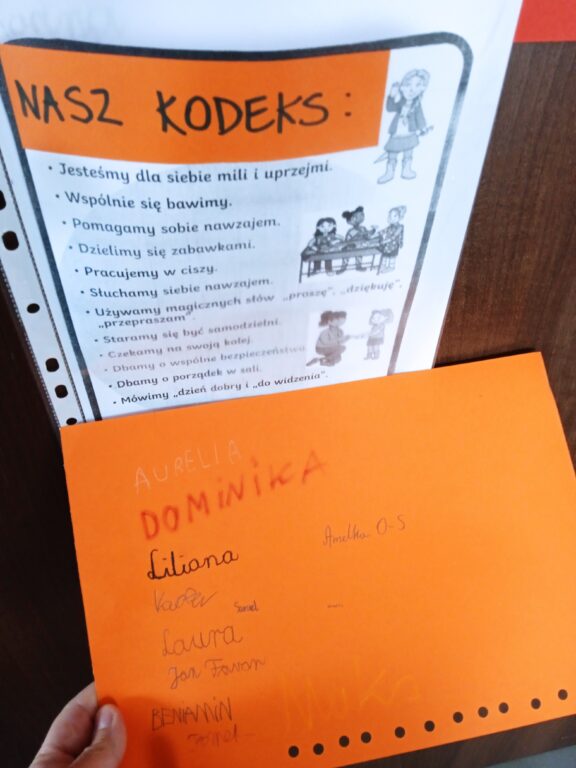 NASZ KODEKS:
• Jesteśmy dla siebie mili i uprzejmi.
• Wspólnie się bawimy.
• Pomagamy sobie nawzajem.
• Dzielimy się zabawkami.
• Pracujemy w ciszy.
• Słuchamy siebie nawzajem.
• Używamy magicznych słów „proszę", „dziękuję",
„przepraszam".
• Staramy się być samodzielni.
• Czekamy na swoją kolej.
• Dbamy o wspólne bezpieczeństwo
• Dbamy o porządek w sali.
• Mówimy „dzień dobry i „do widzenia".
AURELIA
DOMINIKA
Liliana
Amelka O-S
Laura
Jan
BENIAMIN